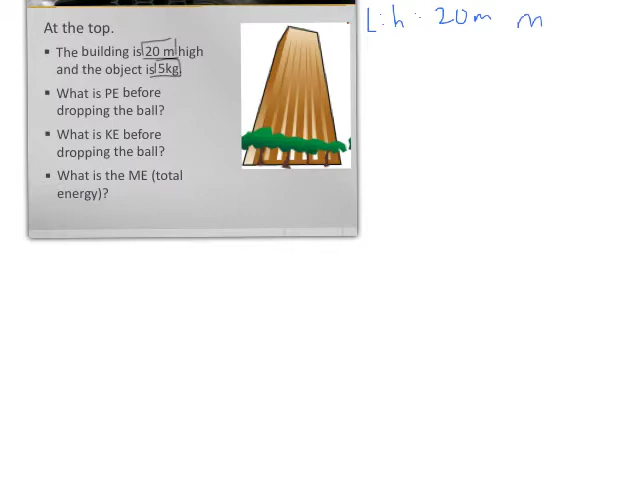 At the top.
▪ The building is 20 m high
and the object is 5kg
▪ What is PE before
dropping the ball?
▪ What is KE before
dropping the ball?
▪ What is the ME (total
energy)?
L: h: 20m m